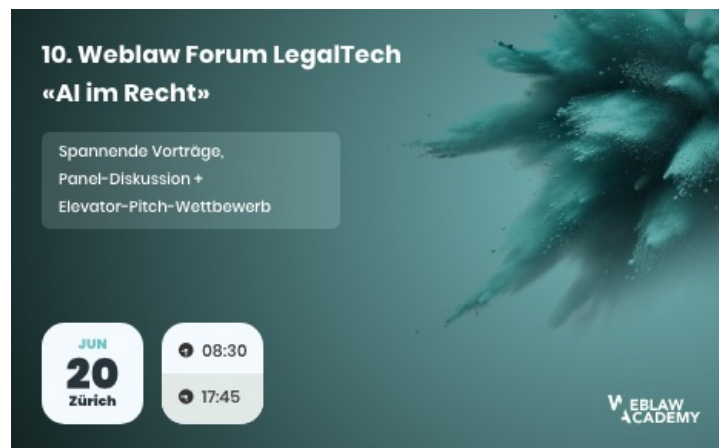 10. Weblaw Forum LegalTech
«AI im Recht»
Spannende Vorträge,
Panel-Diskussion +
Elevator-Pitch-Wettbewerb
JUN
20
Zürich
08:30
17:45
WEBLAW
ACADEMY